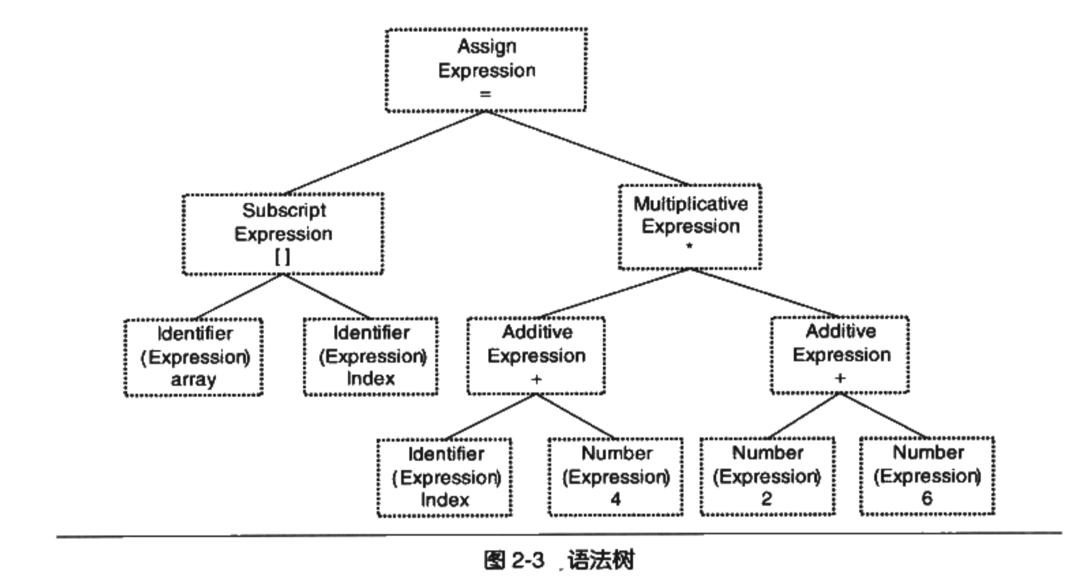 Assign
Expression
=
Subscript
Expression
[ ]
Multiplicative
Expression
*
Identifier
(Expression)
array
Identifier
(Expression)
Index
Additive
Expression
+
Additive
Expression
+
Identifier
(Expression)
Index
Number
(Expression)
4
Number
(Expression)
2
Number
(Expression)
6
图 2-3 语法树